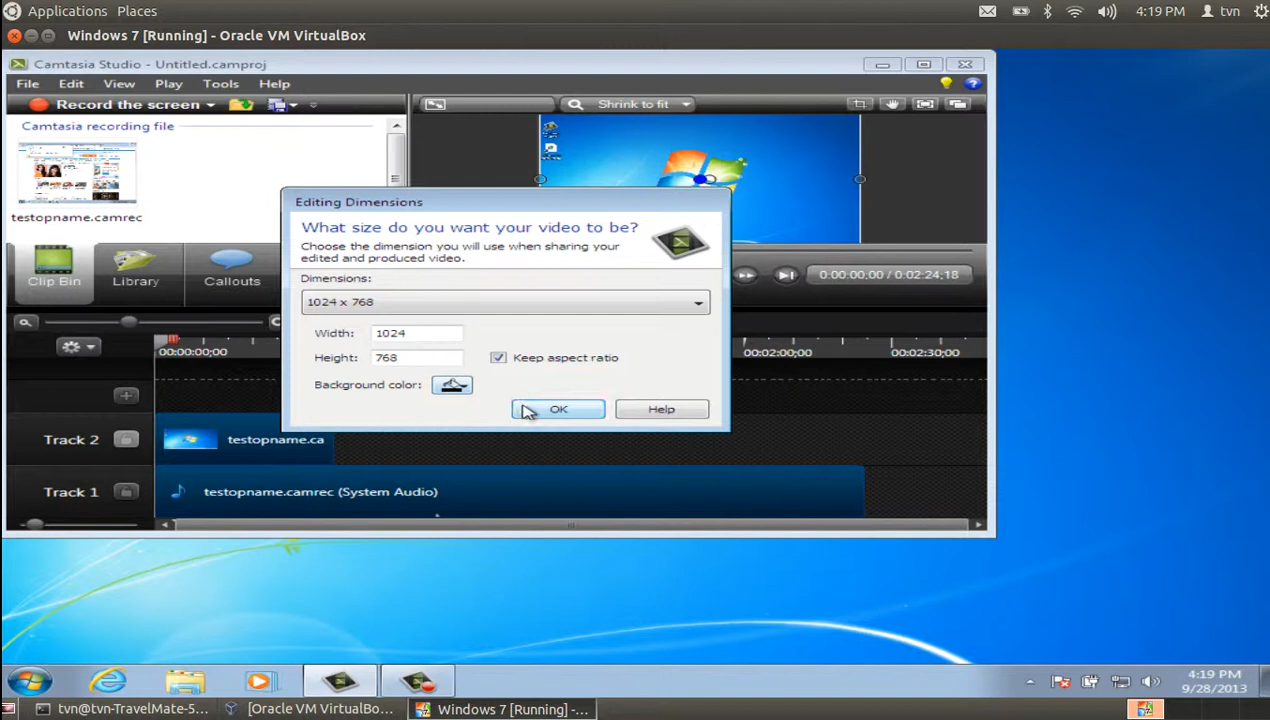 Applications Places 4:19 PM tvn
Windows 7 [Running] - Oracle VM VirtualBox
Camtasia Studio - Untitled.camproj
File Edit View Play Tools Help
Record the screen Shrink to fit
Camtasia recording file
testopname.camrec
Clip Bin Library Callouts
Editing Dimensions
What size do you want your video to be?
Choose the dimension you will use when sharing your
edited and produced video.
Dimensions:
1024 x 768
Width: 1024
Height: 768 Keep aspect ratio
Background color:
OK Help
0:00:00;00 / 0:02:24,18
00:00:00;00 00:02:00;00 00:02:30;00
Track 2 testopname.ca
Track 1 testopname.camrec (System Audio)
4:19 PM
9/28/2013
tvn@tvn-TravelMate-5... [Oracle VM VirtualBo... Windows 7 [Running] -...